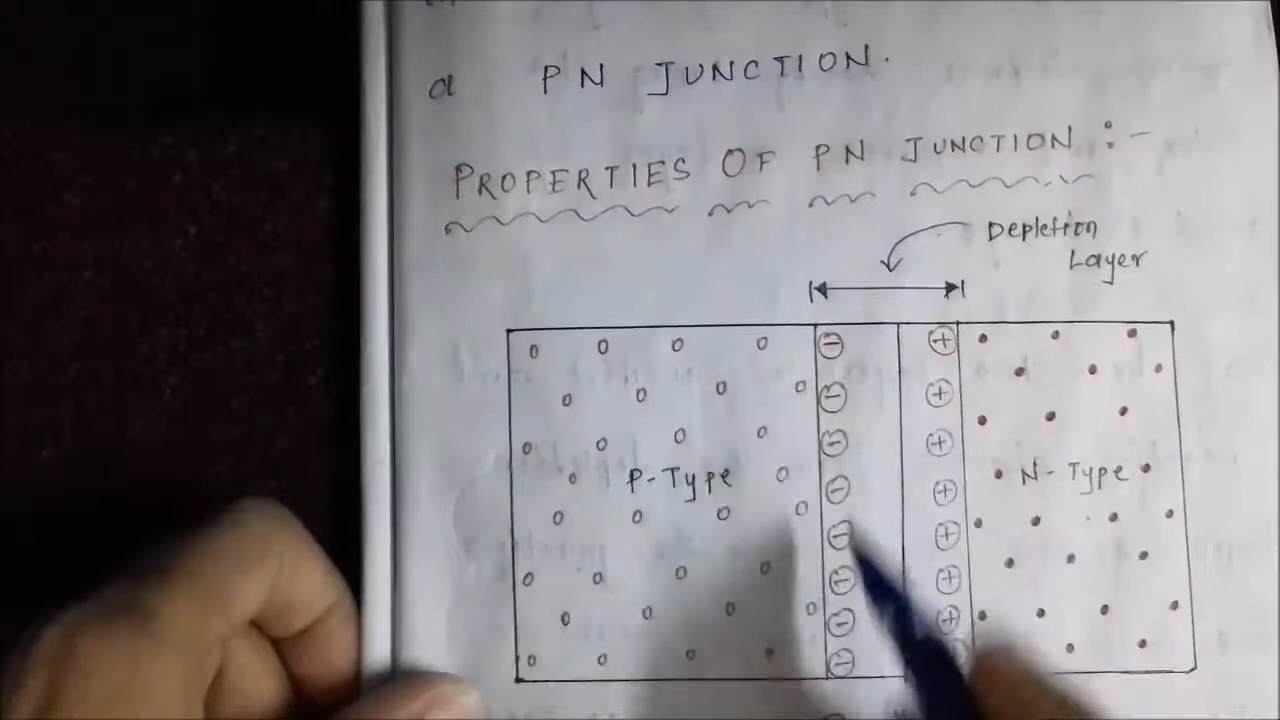 a PN JUNCTION.
PROPERTIES OF PN JUNCTION :-
Depletion
Layer
P-Type
N-Type